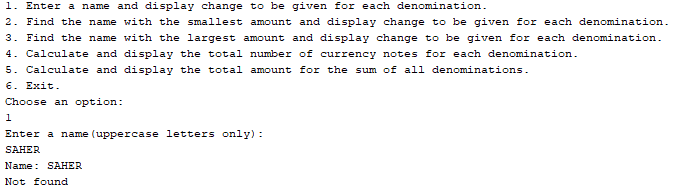 1. Enter a name and display change to be given for each denomination.
2. Find the name with the smallest amount and display change to be given for each denomination.
3. Find the name with the largest amount and display change to be given for each denomination.
4. Calculate and display the total number of currency notes for each denomination.
5. Calculate and display the total amount for the sum of all denominations.
6. Exit.
Choose an option:
1
Enter a name(uppercase letters only):
SAHER
Name: SAHER
Not found